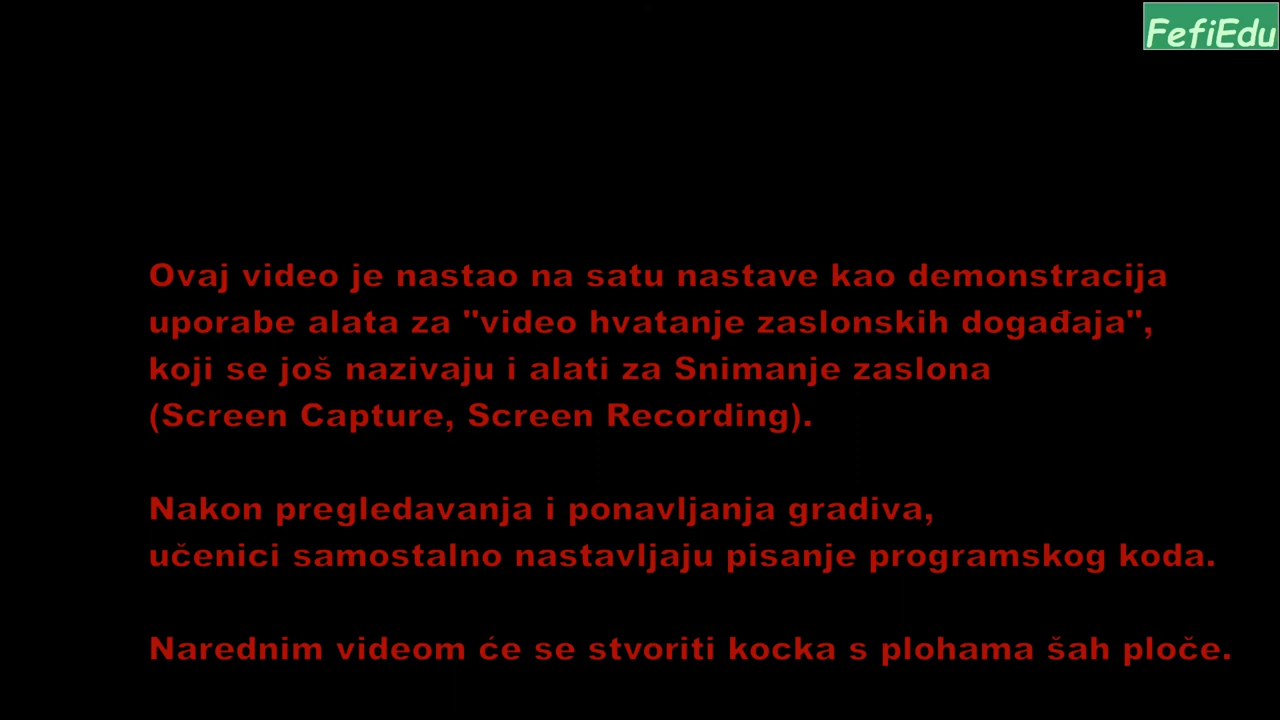 FefiEdu
Ovaj video je nastao na satu nastave kao demonstracija
uporabe alata za "video hvatanje zaslonskih događaja",
koji se još nazivaju i alati za Snimanje zaslona
(Screen Capture, Screen Recording).
Nakon pregledavanja i ponavljanja gradiva,
učenici samostalno nastavljaju pisanje programskog koda.
Narednim videom će se stvoriti kocka s plohama šah ploče.